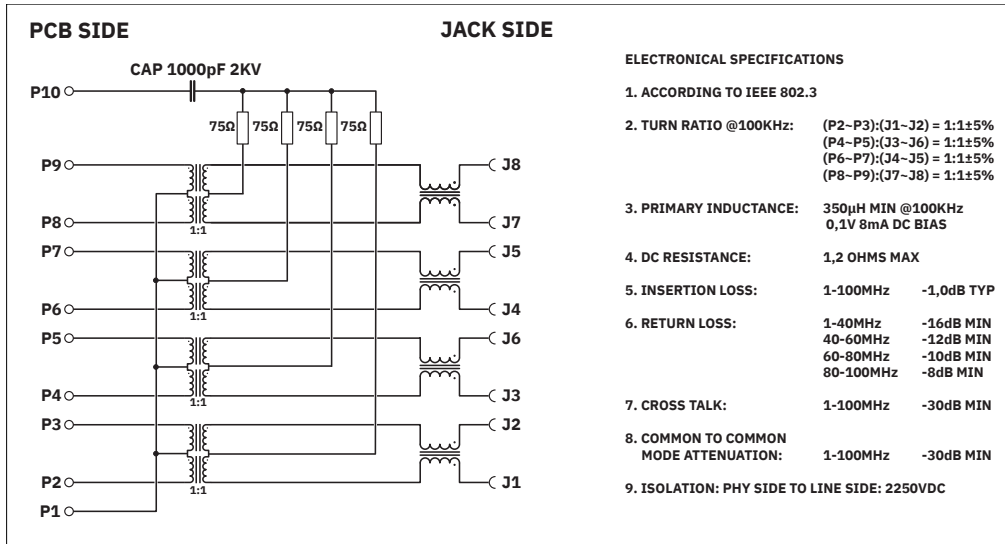 PCB SIDE
JACK SIDE
CAP 1000pF 2KV
P10
75Ω 75Ω 75Ω 75Ω
P9
J8
P8
J7
1:1
P7
J5
P6
J4
1:1
P5
J6
P4
J3
1:1
P3
J2
P2
J1
1:1
P1
ELECTRONICAL SPECIFICATIONS
1. ACCORDING TO IEEE 802.3
2. TURN RATIO @100KHz: (P2~P3):(J1~J2) = 1:1±5%
(P4~P5):(J3~J6) = 1:1±5%
(P6~P7):(J4~J5) = 1:1±5%
(P8~P9):(J7~J8) = 1:1±5%
3. PRIMARY INDUCTANCE: 350µH MIN @100KHz
0,1V 8mA DC BIAS
4. DC RESISTANCE: 1,2 OHMS MAX
5. INSERTION LOSS: 1-100MHz -1,0dB TYP
6. RETURN LOSS: 1-40MHz -16dB MIN
40-60MHz -12dB MIN
60-80MHz -10dB MIN
80-100MHz -8dB MIN
7. CROSS TALK: 1-100MHz -30dB MIN
8. COMMON TO COMMON
MODE ATTENUATION: 1-100MHz -30dB MIN
9. ISOLATION: PHY SIDE TO LINE SIDE: 2250VDC